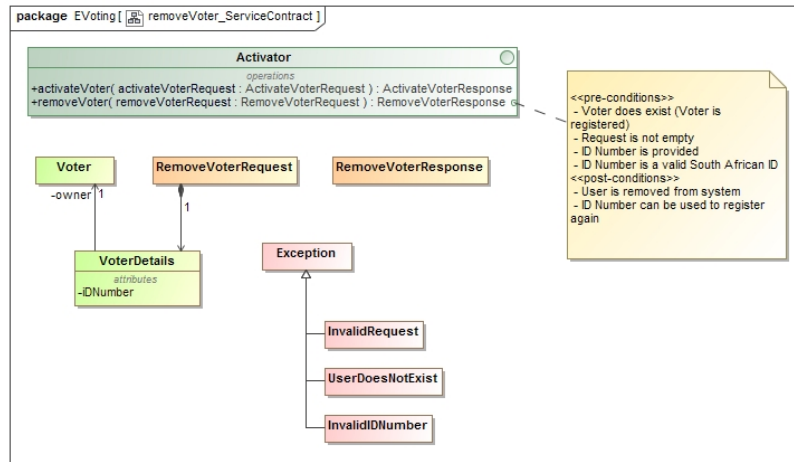 package EVoting [ removeVoter_ServiceContract ]
Activator
operations
+activateVoter( activateVoterRequest : ActivateVoterRequest ) : ActivateVoterResponse
+removeVoter( removeVoterRequest : RemoveVoterRequest ) : RemoveVoterResponse
<<pre-conditions>>
- Voter does exist (Voter is
registered)
- Request is not empty
- ID Number is provided
- ID Number is a valid South African ID
<<post-conditions>>
- User is removed from system
- ID Number can be used to register
again
Voter
RemoveVoterRequest
RemoveVoterResponse
-owner 1
1
VoterDetails
attributes
-iDNumber
Exception
InvalidRequest
UserDoesNotExist
InvalidIDNumber